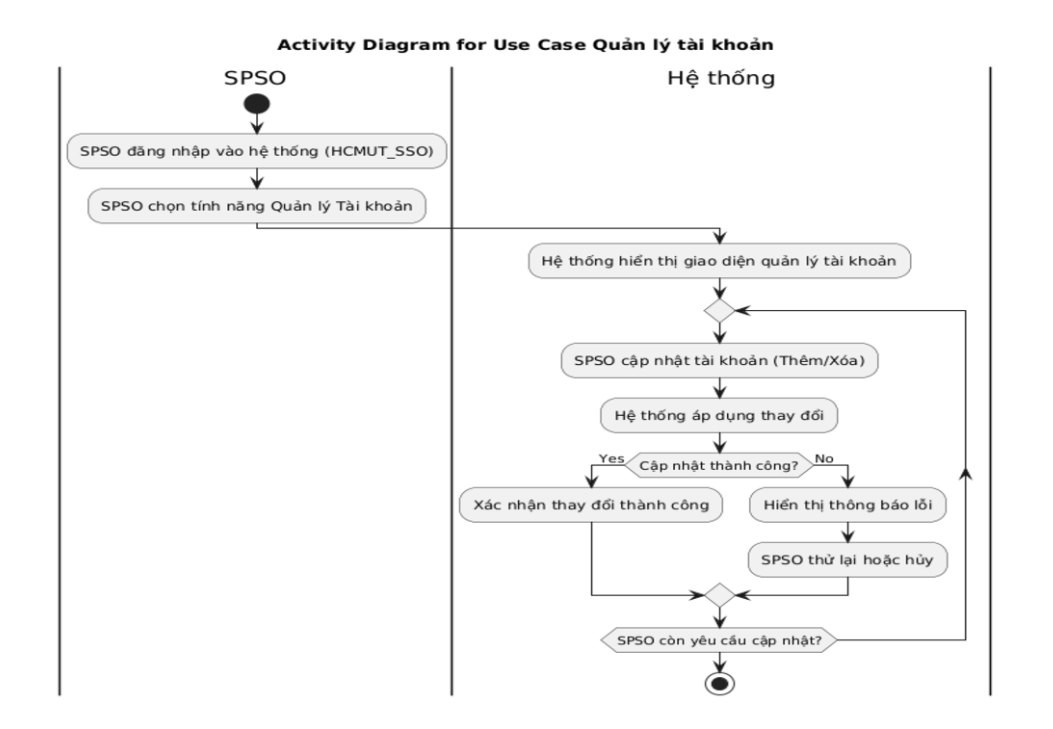 Activity Diagram for Use Case Quản lý tài khoản
SPSO
Hệ thống
SPSO đăng nhập vào hệ thống (HCMUT_SSO)
SPSO chọn tính năng Quản lý Tài khoản
Hệ thống hiển thị giao diện quản lý tài khoản
SPSO cập nhật tài khoản (Thêm/Xóa)
Hệ thống áp dụng thay đổi
Yes
Cập nhật thành công?
No
Xác nhận thay đổi thành công
Hiển thị thông báo lỗi
SPSO thử lại hoặc hủy
SPSO còn yêu cầu cập nhật?